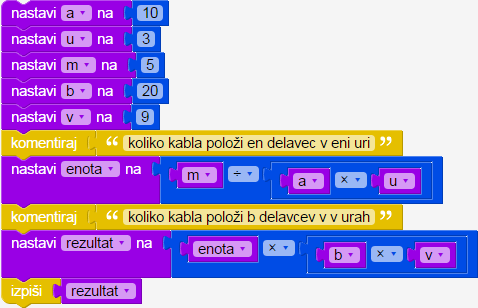 nastavi a na 10
nastavi u na 3
nastavi m na 5
nastavi b na 20
nastavi v na 9
komentiraj “ koliko kabla položi en delavec v eni uri ”
nastavi enota na m ÷ a × u
komentiraj “ koliko kabla položi b delavcev v v urah ”
nastavi rezultat na enota × b × v
izpiši rezultat